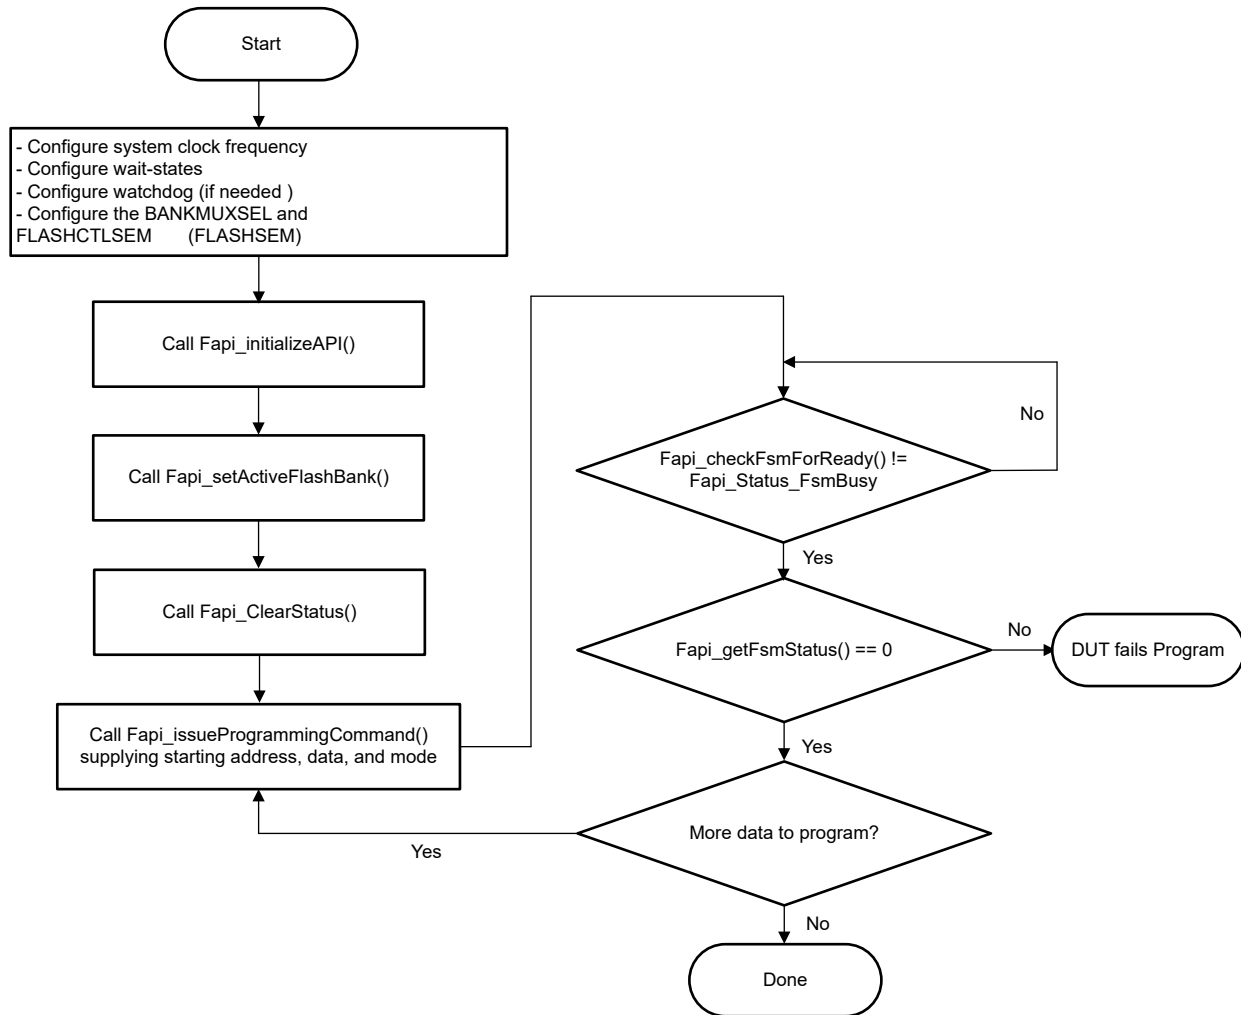 Start
- Configure system clock frequency
- Configure wait-states
- Configure watchdog (if needed )
- Configure the BANKMUXSEL and
FLASHCTLSEM (FLASHSEM)
Call Fapi_initializeAPI()
Call Fapi_setActiveFlashBank()
Call Fapi_ClearStatus()
Call Fapi_issueProgrammingCommand()
supplying starting address, data, and mode
No
Fapi_checkFsmForReady() !=
Fapi_Status_FsmBusy
Yes
Fapi_getFsmStatus() == 0
No
DUT fails Program
Yes
More data to program?
Yes
No
Done